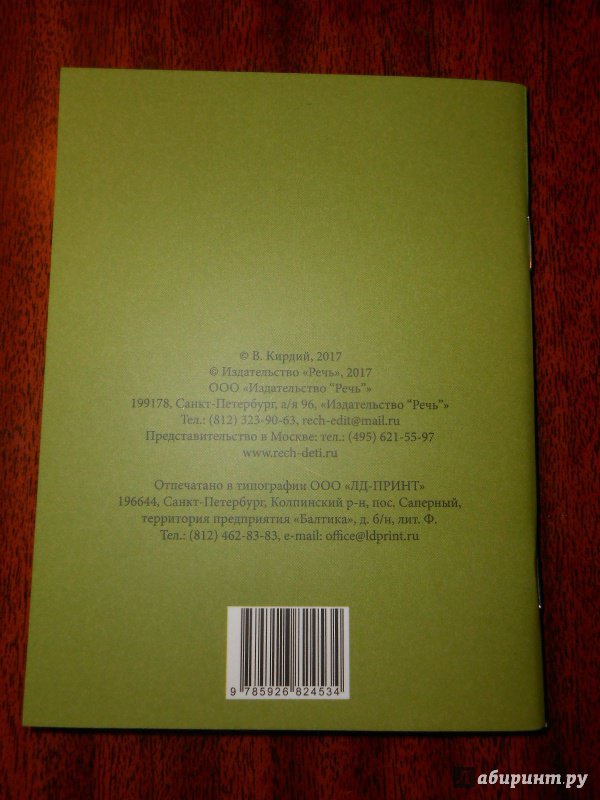 © В. Кирдий, 2017
© Издательство «Речь», 2017
ООО «Издательство “Речь”»
199178, Санкт-Петербург, а/я 96, «Издательство “Речь”»
Тел.: (812) 323-90-63, rech-edit@mail.ru
Представительство в Москве: тел.: (495) 621-55-97
www.rech-deti.ru
Отпечатано в типографии ООО «ЛД-ПРИНТ»
196644, Санкт-Петербург, Колпинский р-н, пос. Саперный,
территория предприятия «Балтика», д. б/н, лит. Ф.
Тел.: (812) 462-83-83, e-mail: office@ldprint.ru
9 785926 824534
абиринт.ру